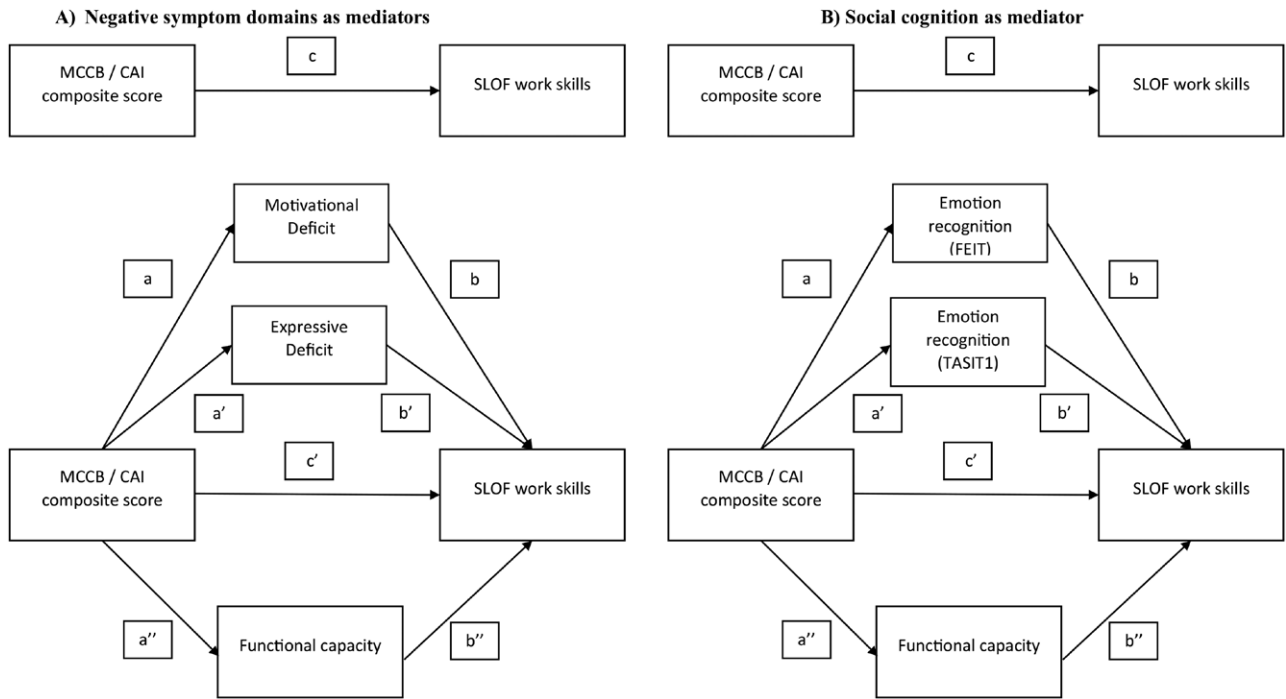 A) Negative symptom domains as mediators
c
MCCB / CAI
composite score
SLOF work skills
Motivational
Deficit
a
b
Expressive
Deficit
a’
b’
MCCB / CAI
composite score
c’
SLOF work skills
a’’
Functional capacity
b’’
B) Social cognition as mediator
c
MCCB / CAI
composite score
SLOF work skills
Emotion
recognition
(FEIT)
a
b
Emotion
recognition
(TASIT1)
a’
b’
MCCB / CAI
composite score
c’
SLOF work skills
a’’
Functional capacity
b’’